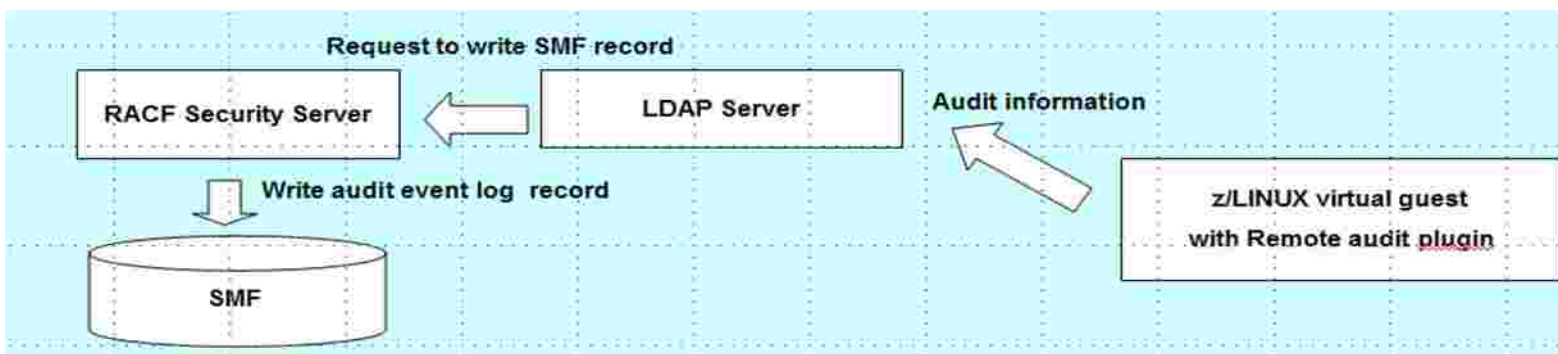 Request to write SMF record
RACF Security Server
LDAP Server
Audit information
Write audit event log record
z/LINUX virtual guest
with Remote audit plugin
SMF